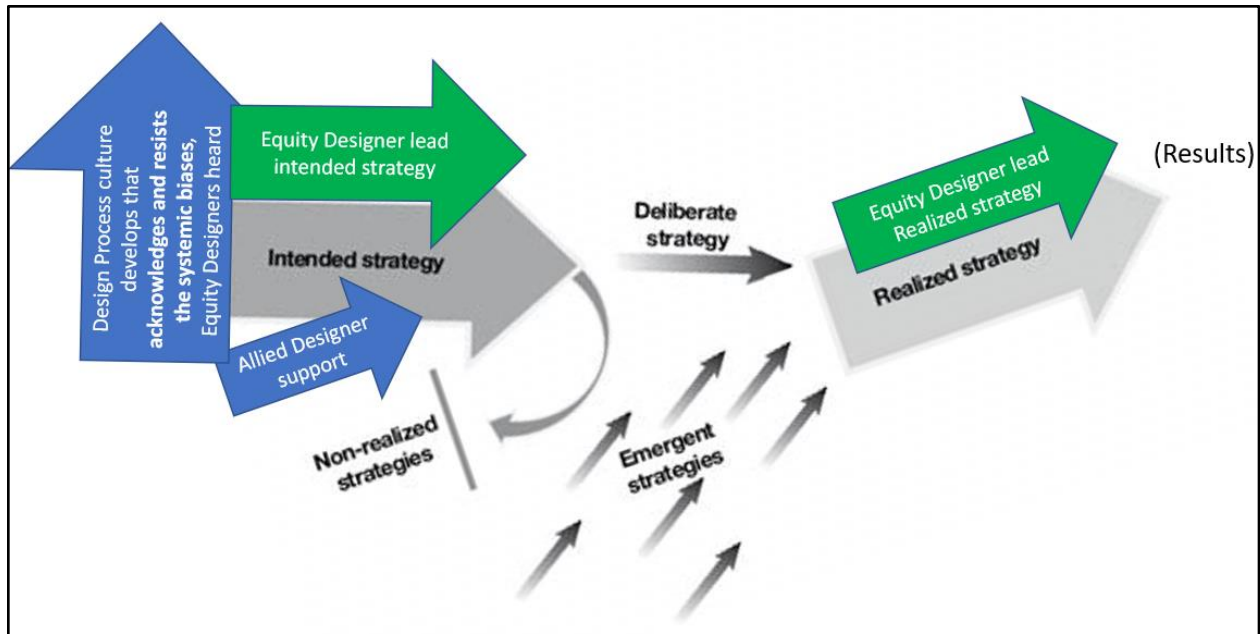 Design Process culture
develops that
acknowledges and resists
the systemic biases,
Equity Designers heard
Equity Designer lead
intended strategy
Intended strategy
Allied Designer
support
Non-realized
strategies
Deliberate
strategy
Emergent
strategies
Equity Designer lead
Realized strategy
Realized strategy
(Results)